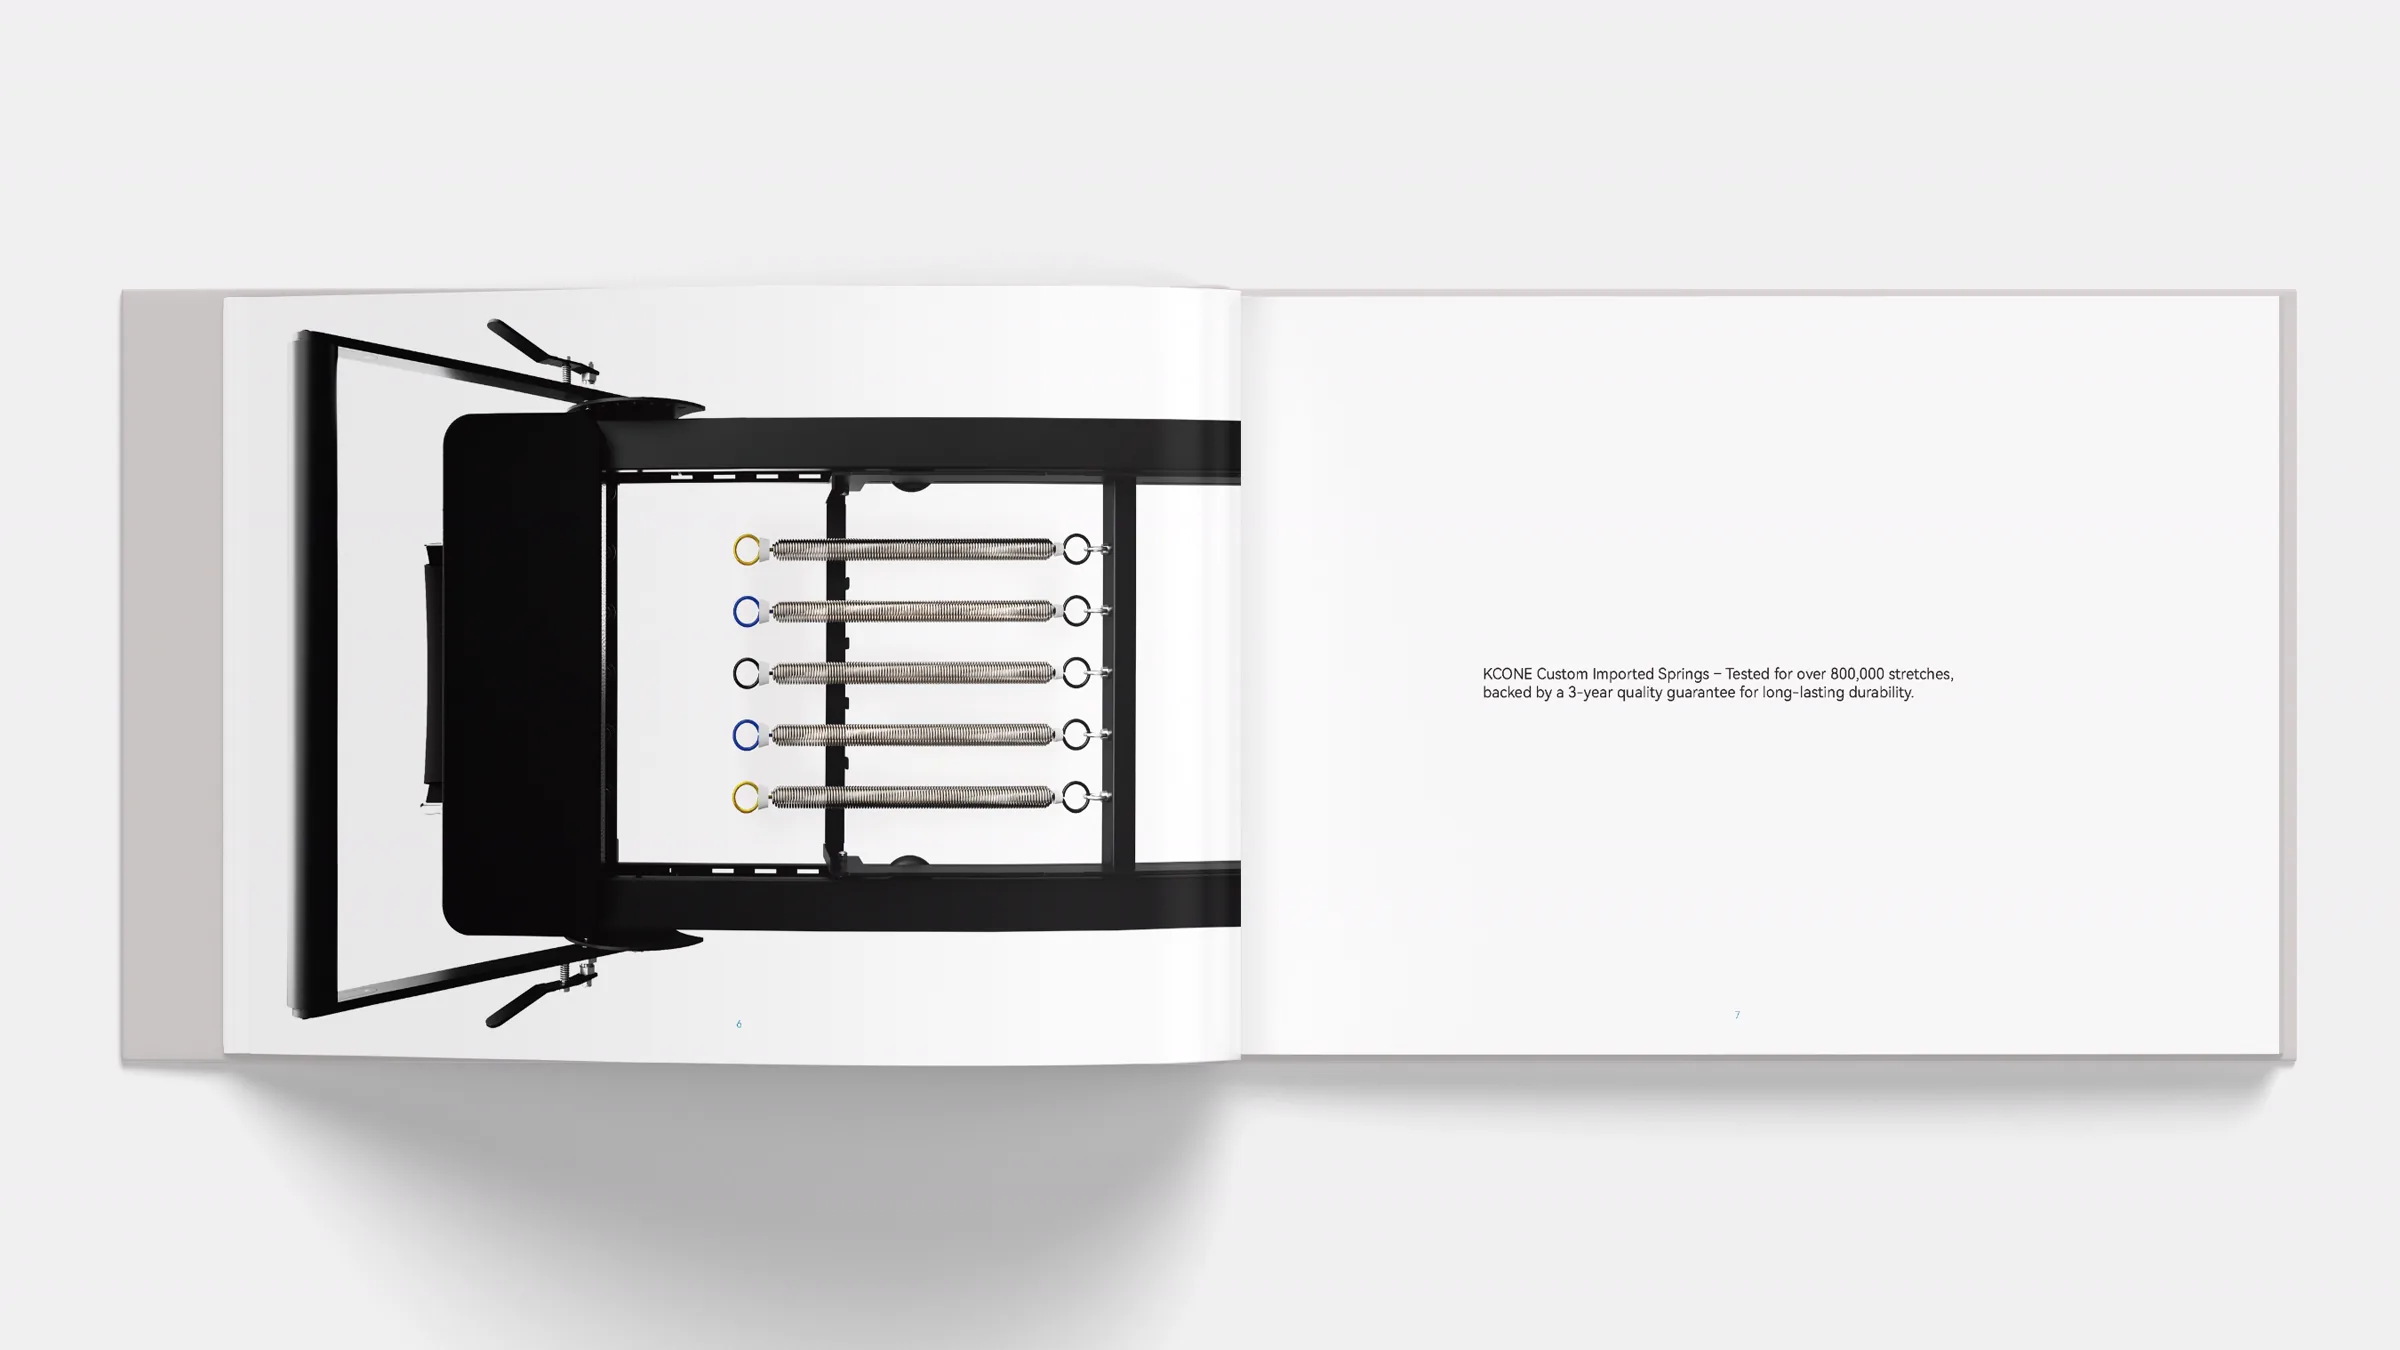 KCONE Custom Imported Springs – Tested for over 800,000 stretches,
backed by a 3-year quality guarantee for long-lasting durability.
6
7